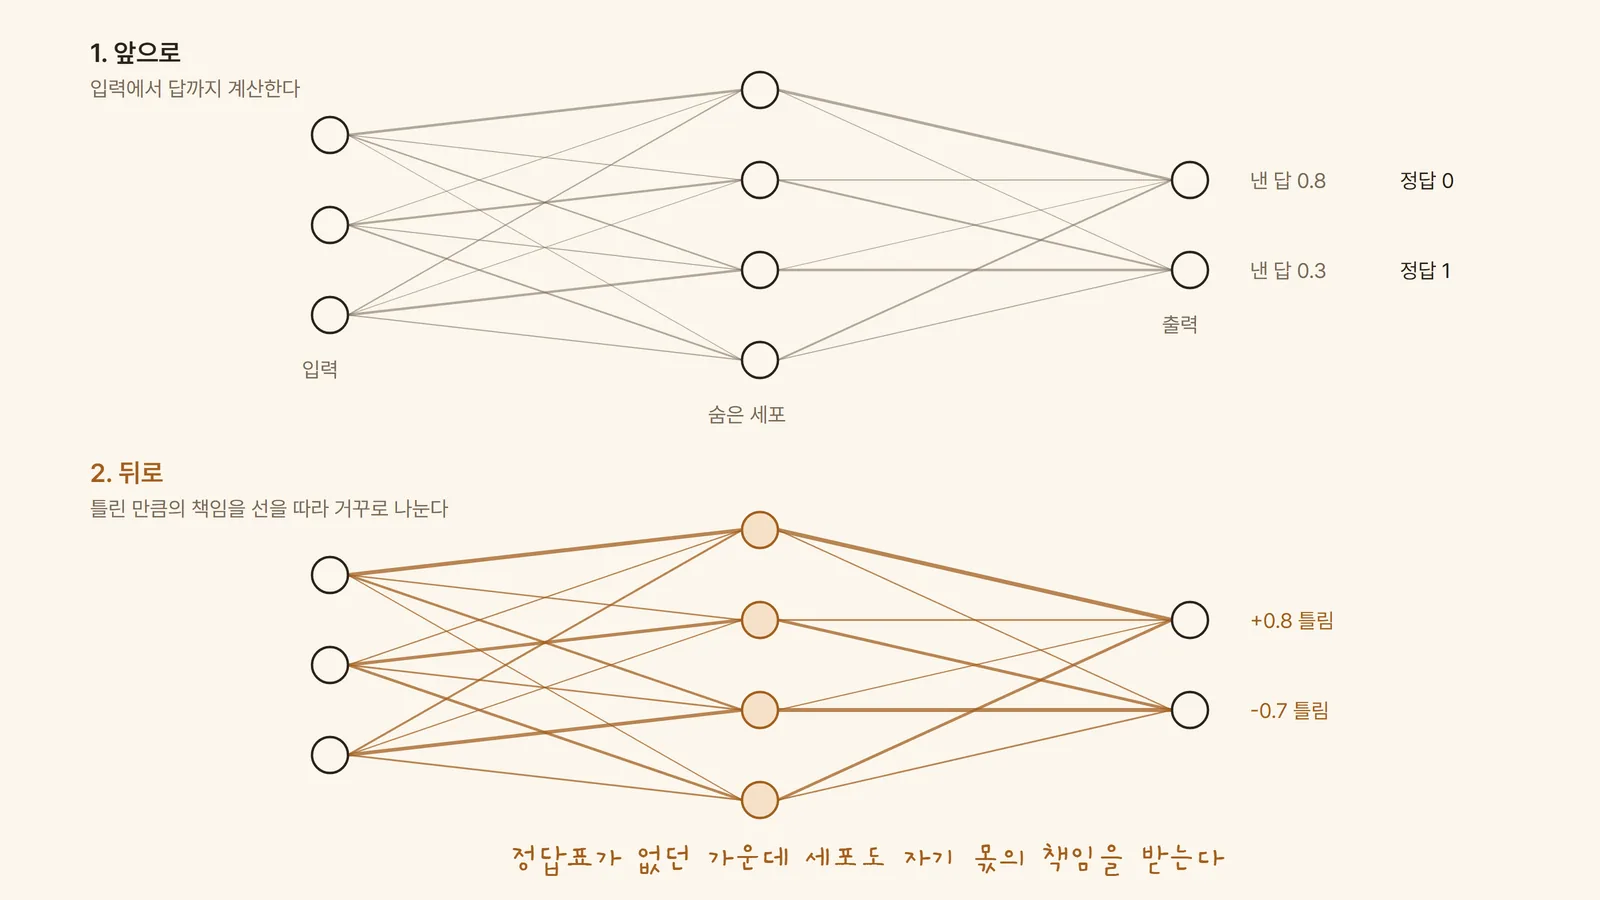 1. 앞으로
입력에서 답까지 계산한다
낸 답 0.8 정답 0
낸 답 0.3 정답 1
출력
입력
숨은 세포
2. 뒤로
틀린 만큼의 책임을 선을 따라 거꾸로 나눈다
+0.8 틀림
-0.7 틀림
정답표가 없던 가운데 세포도 자기 몫의 책임을 받는다